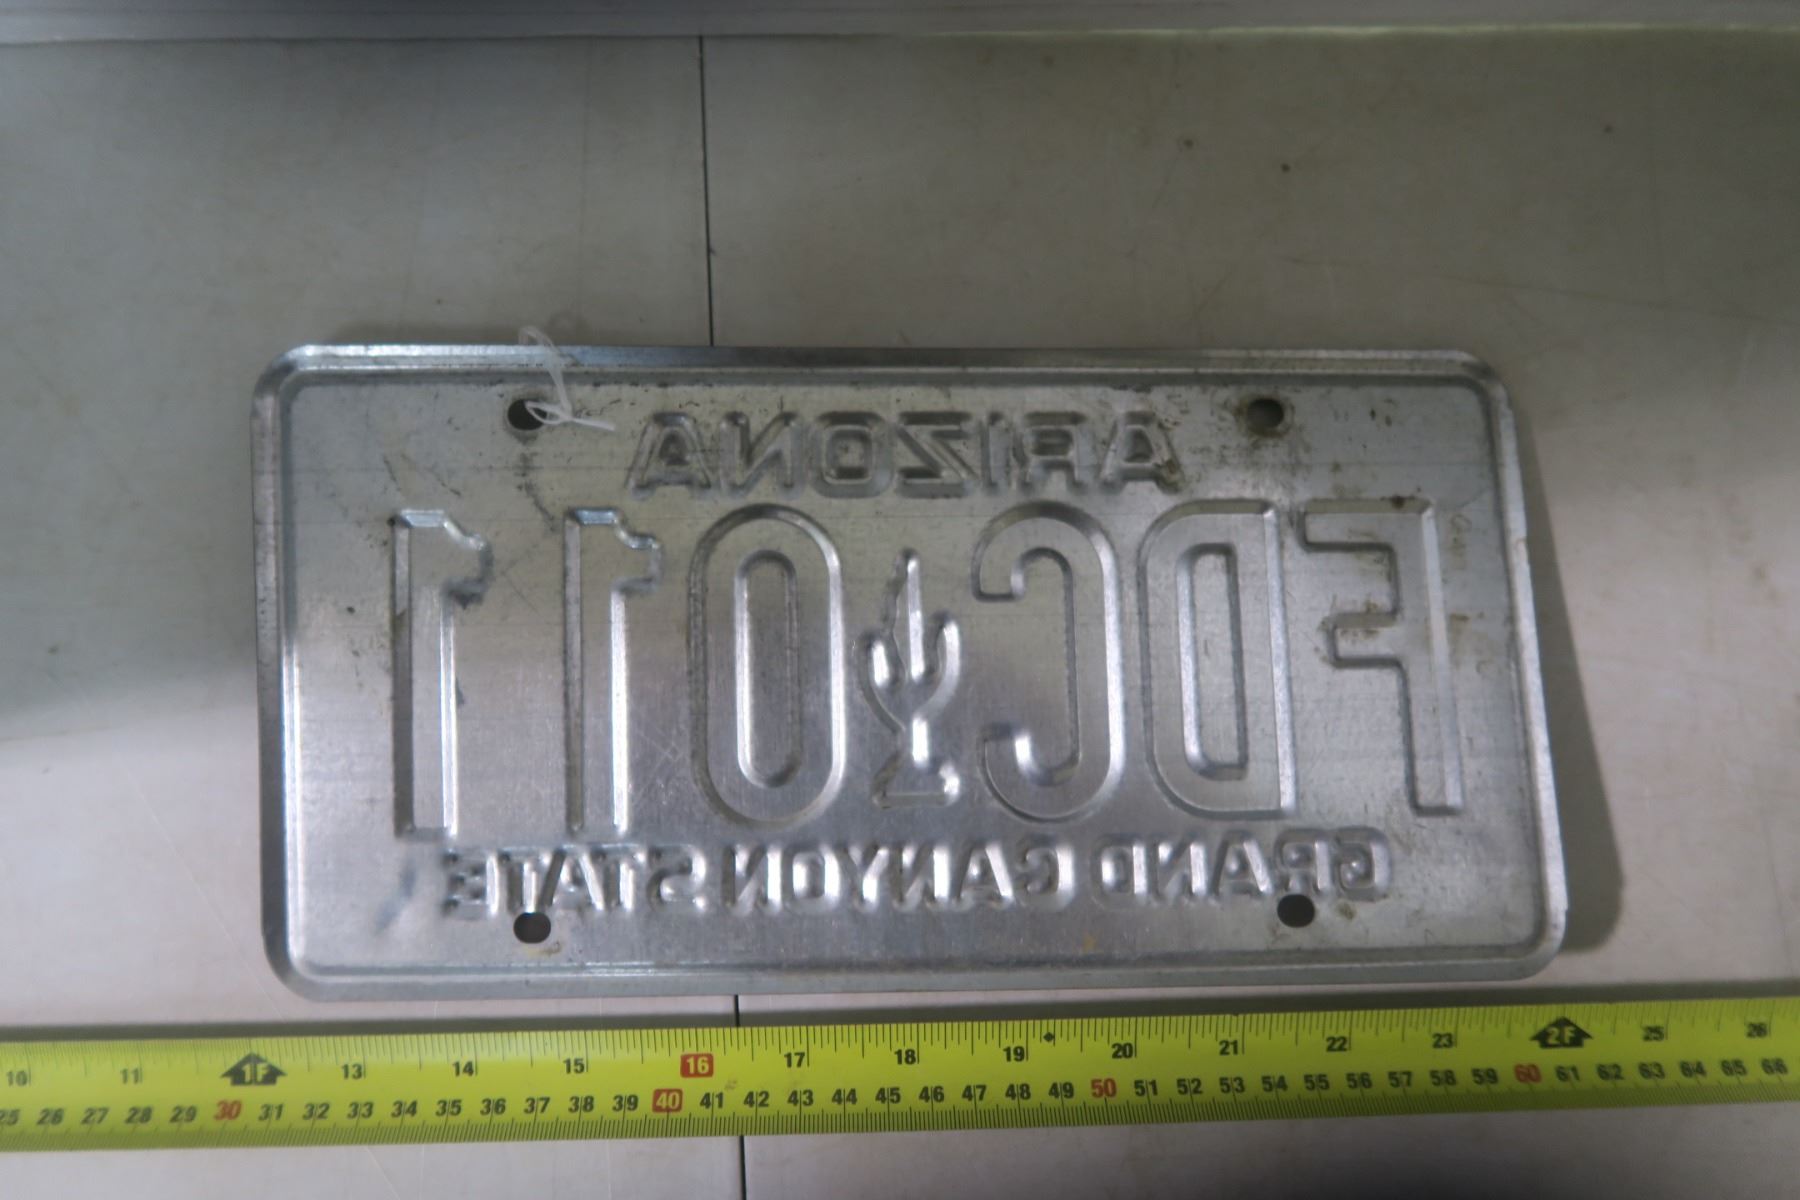 ARIZONA
FDC 011
GRAND CANYON STATE
10 11 1F 13 14 15 16 17 18 19 20 21 22 23 2F 25 26
25 26 27 28 29 30 31 32 33 34 35 36 37 38 39 40 41 42 43 44 45 46 47 48 49 50 51 52 53 54 55 56 57 58 59 60 61 62 63 64 65 66